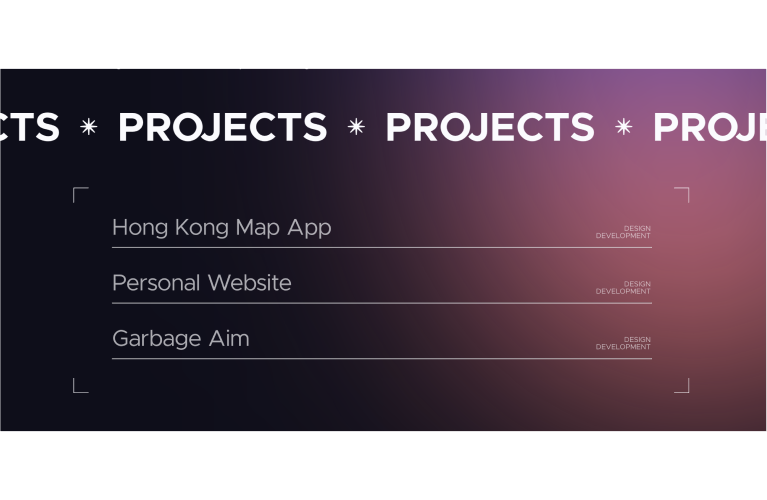 CTS * PROJECTS * PROJECTS * PROJE
Hong Kong Map App
DESIGN
DEVELOPMENT
Personal Website
DESIGN
DEVELOPMENT
Garbage Aim
DESIGN
DEVELOPMENT